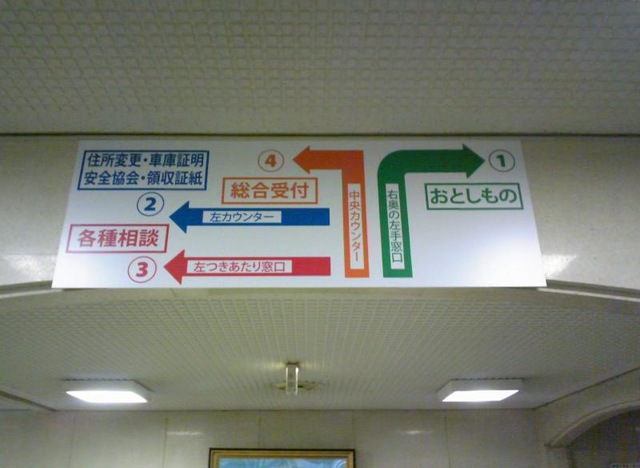 住所変更・車庫証明
安全協会・領収証紙
②
左カウンター
各種相談
③
左つきあたり窓口
④
総合受付
中央カウンター
①
おとしもの
右奥の左手窓口